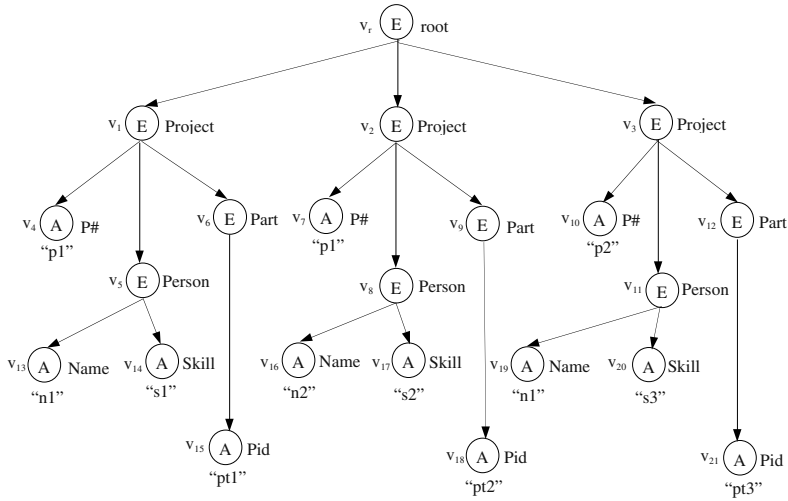 vr E root
v1 E Project v2 E Project v3 E Project
v4 A P# v6 E Part v7 A P# v9 E Part v10 A P# v12 E Part
“p1” “p1” “p2”
v5 E Person v8 E Person v11 E Person
v13 A Name v14 A Skill v16 A Name v17 A Skill v19 A Name v20 A Skill
“n1” “s1” “n2” “s2” “n1” “s3”
v15 A Pid v18 A Pid v21 A Pid
“pt1” “pt2” “pt3”